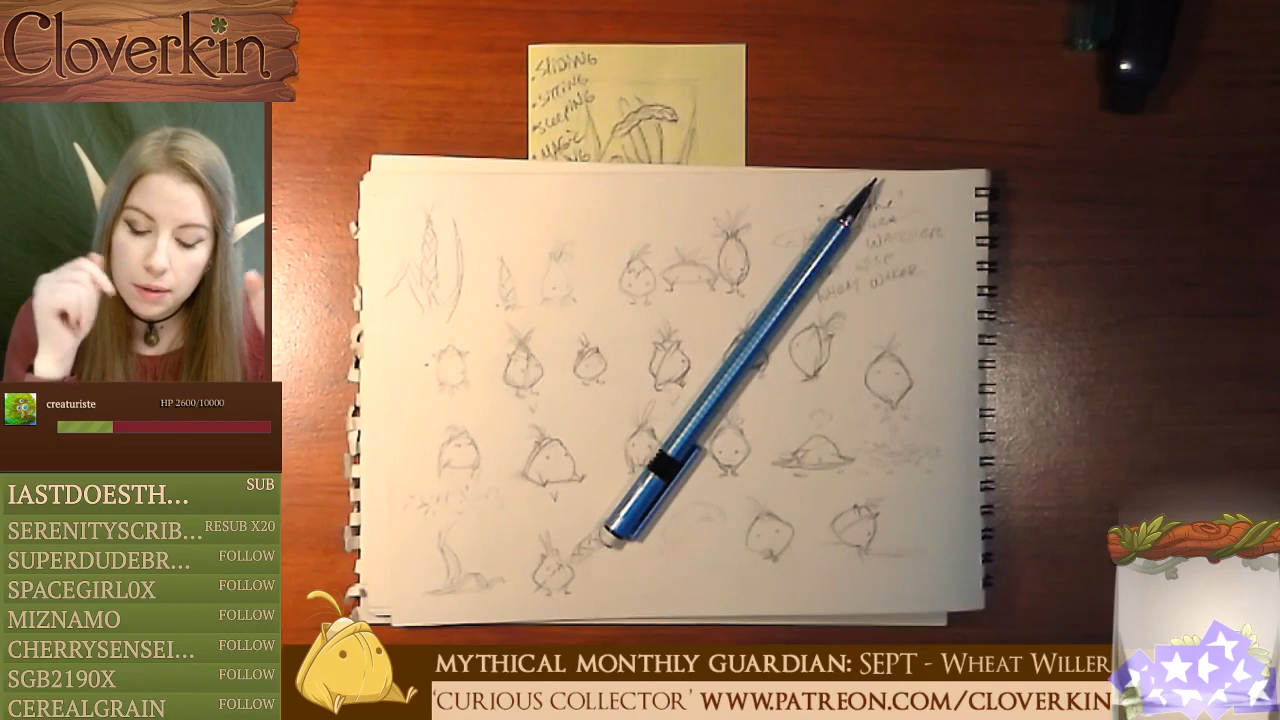 Cloverkin
• SLIDING
• SITTING
• SLEEPING
• MAGIC
WARRIOR
WHEAT WILLER
creaturiste HP 2600/10000
IASTDOESTH... SUB
SERENITYSCRIB... RESUB X20
SUPERDUDEBR... FOLLOW
SPACEGIRL0X FOLLOW
MIZNAMO FOLLOW
CHERRYSENSEI... FOLLOW
SGB2190X FOLLOW
CEREALGRAIN FOLLOW
MYTHICAL MONTHLY GUARDIAN: SEPT - WHEAT WILLER
'CURIOUS COLLECTOR' WWW.PATREON.COM/CLOVERKIN